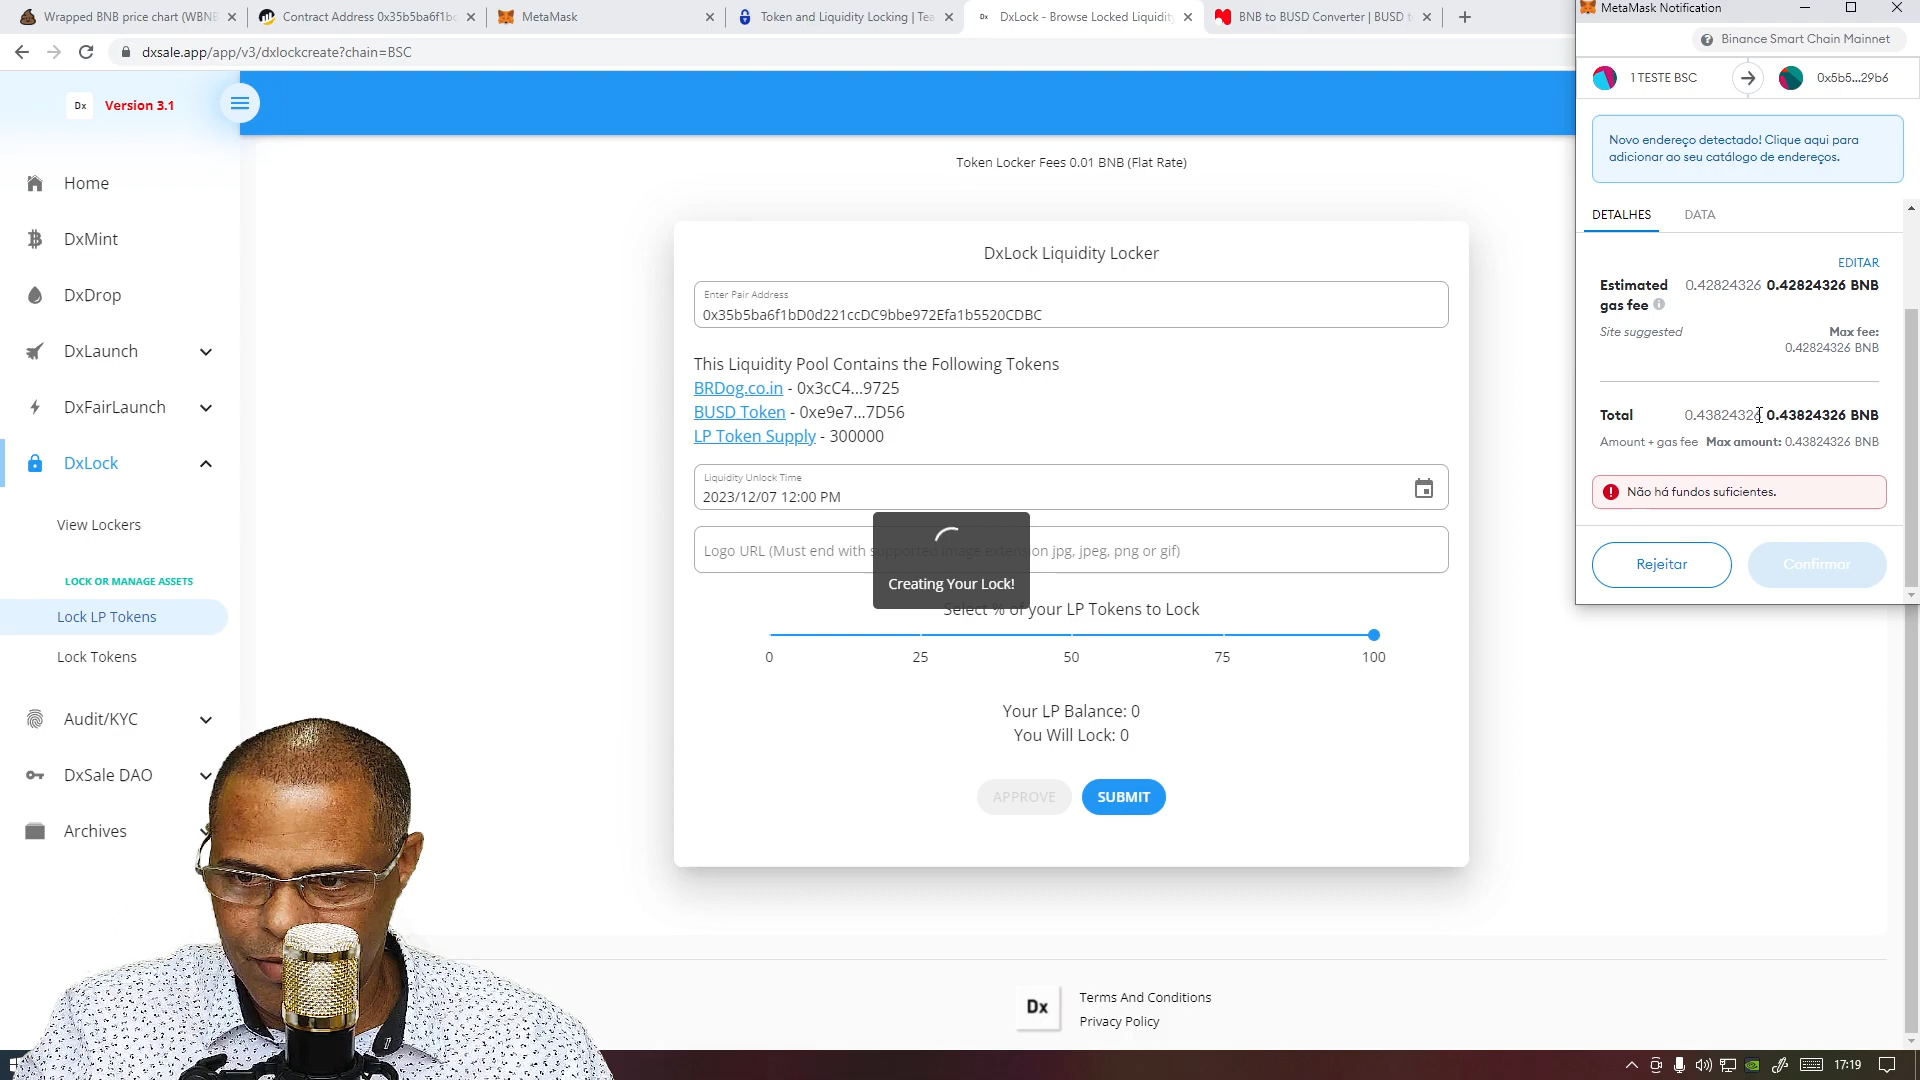 Wrapped BNB price chart (WBNB
Contract Address 0x35b5ba6f1b
MetaMask
Token and Liquidity Locking | Tea
DxLock - Browse Locked Liquidity
BNB to BUSD Converter | BUSD t
dxsale.app/app/v3/dxlockcreate?chain=BSC
Dx
Version 3.1
Home
DxMint
DxDrop
DxLaunch
DxFairLaunch
DxLock
View Lockers
LOCK OR MANAGE ASSETS
Lock LP Tokens
Lock Tokens
Audit/KYC
DxSale DAO
Archives
Token Locker Fees 0.01 BNB (Flat Rate)
DxLock Liquidity Locker
Enter Pair Address
0x35b5ba6f1bD0d221ccDC9bbe972Efa1b5520CDBC
This Liquidity Pool Contains the Following Tokens
BRDog.co.in - 0x3cC4...9725
BUSD Token - 0xe9e7...7D56
LP Token Supply - 300000
Liquidity Unlock Time
2023/12/07 12:00 PM
Logo URL (Must end with supported image extension jpg, jpeg, png or gif)
Creating Your Lock!
Select % of your LP Tokens to Lock
0 25 50 75 100
Your LP Balance: 0
You Will Lock: 0
APPROVE SUBMIT
Dx
Terms And Conditions
Privacy Policy
MetaMask Notification
Binance Smart Chain Mainnet
1 TESTE BSC
0x5b5...29b6
Novo endereço detectado! Clique aqui para
adicionar ao seu catálogo de endereços.
DETALHES DATA
EDITAR
Estimated gas fee 0.42824326 0.42824326 BNB
Site suggested Max fee:
0.42824326 BNB
Total 0.43824326 0.43824326 BNB
Amount + gas fee Max amount: 0.43824326 BNB
Não há fundos suficientes.
Rejeitar Confirmar
17:19